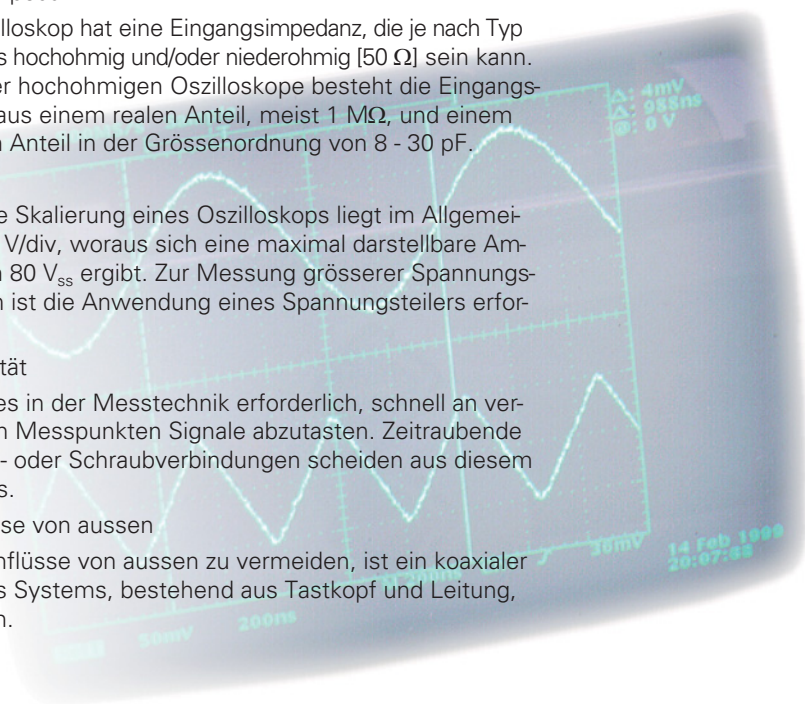 lloskop hat eine Eingangsimpedanz, die je nach Typ
s hochohmig und/oder niederohmig [50 Ω] sein kann.
er hochohmigen Oszilloskope besteht die Eingangs-
aus einem realen Anteil, meist 1 MΩ, und einem
n Anteil in der Grössenordnung von 8 - 30 pF.
e Skalierung eines Oszilloskops liegt im Allgemei-
V/div, woraus sich eine maximal darstellbare Am-
n 80 Vss ergibt. Zur Messung grösserer Spannungs-
n ist die Anwendung eines Spannungsteilers erfor-
tät
es in der Messtechnik erforderlich, schnell an ver-
n Messpunkten Signale abzutasten. Zeitraubende
- oder Schraubverbindungen scheiden aus diesem
s.
sse von aussen
nflüsse von aussen zu vermeiden, ist ein koaxialer
s Systems, bestehend aus Tastkopf und Leitung,
n.
Δ: 4mV
Δ: 988ns
@: 0 V
36mV
14 Feb 1999
20:07:58
50mV
200ns